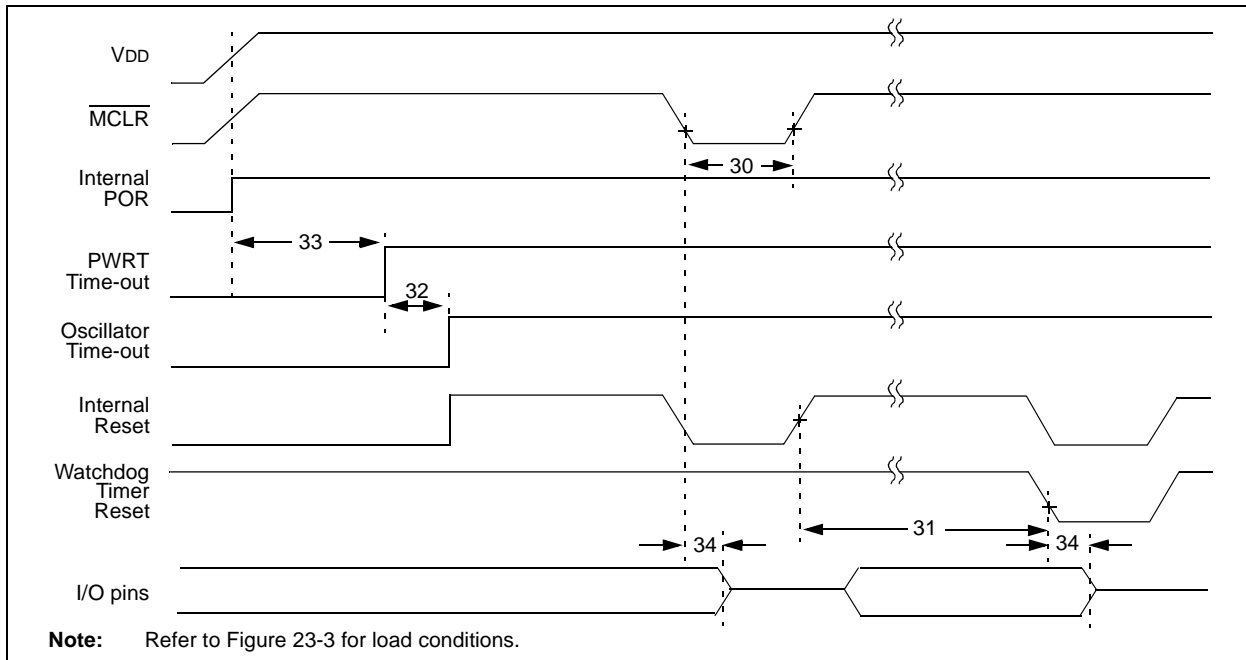 VDD
MCLR
30
Internal
POR
33
PWRT
Time-out
32
Oscillator
Time-out
Internal
Reset
Watchdog
Timer
Reset
31
34
34
I/O pins
Note: Refer to Figure 23-3 for load conditions.